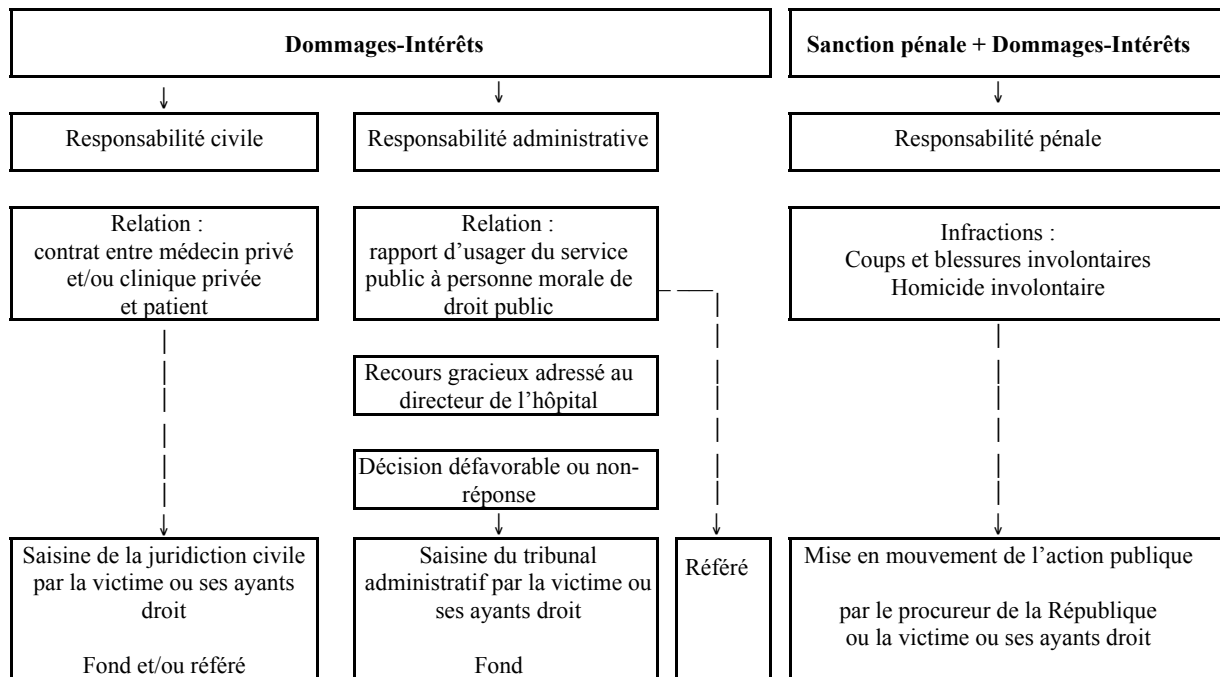 Dommages-Intérêts
Sanction pénale + Dommages-Intérêts
Responsabilité civile
Responsabilité administrative
Responsabilité pénale
Relation :
contrat entre médecin privé
et/ou clinique privée
et patient
Relation :
rapport d’usager du service
public à personne morale de
droit public
Infractions :
Coups et blessures involontaires
Homicide involontaire
Recours gracieux adressé au
directeur de l’hôpital
Décision défavorable ou non-
réponse
Saisine de la juridiction civile
par la victime ou ses ayants
droit
Fond et/ou référé
Saisine du tribunal
administratif par la victime ou
ses ayants droit
Fond
Référé
Mise en mouvement de l’action publique
par le procureur de la République
ou la victime ou ses ayants droit